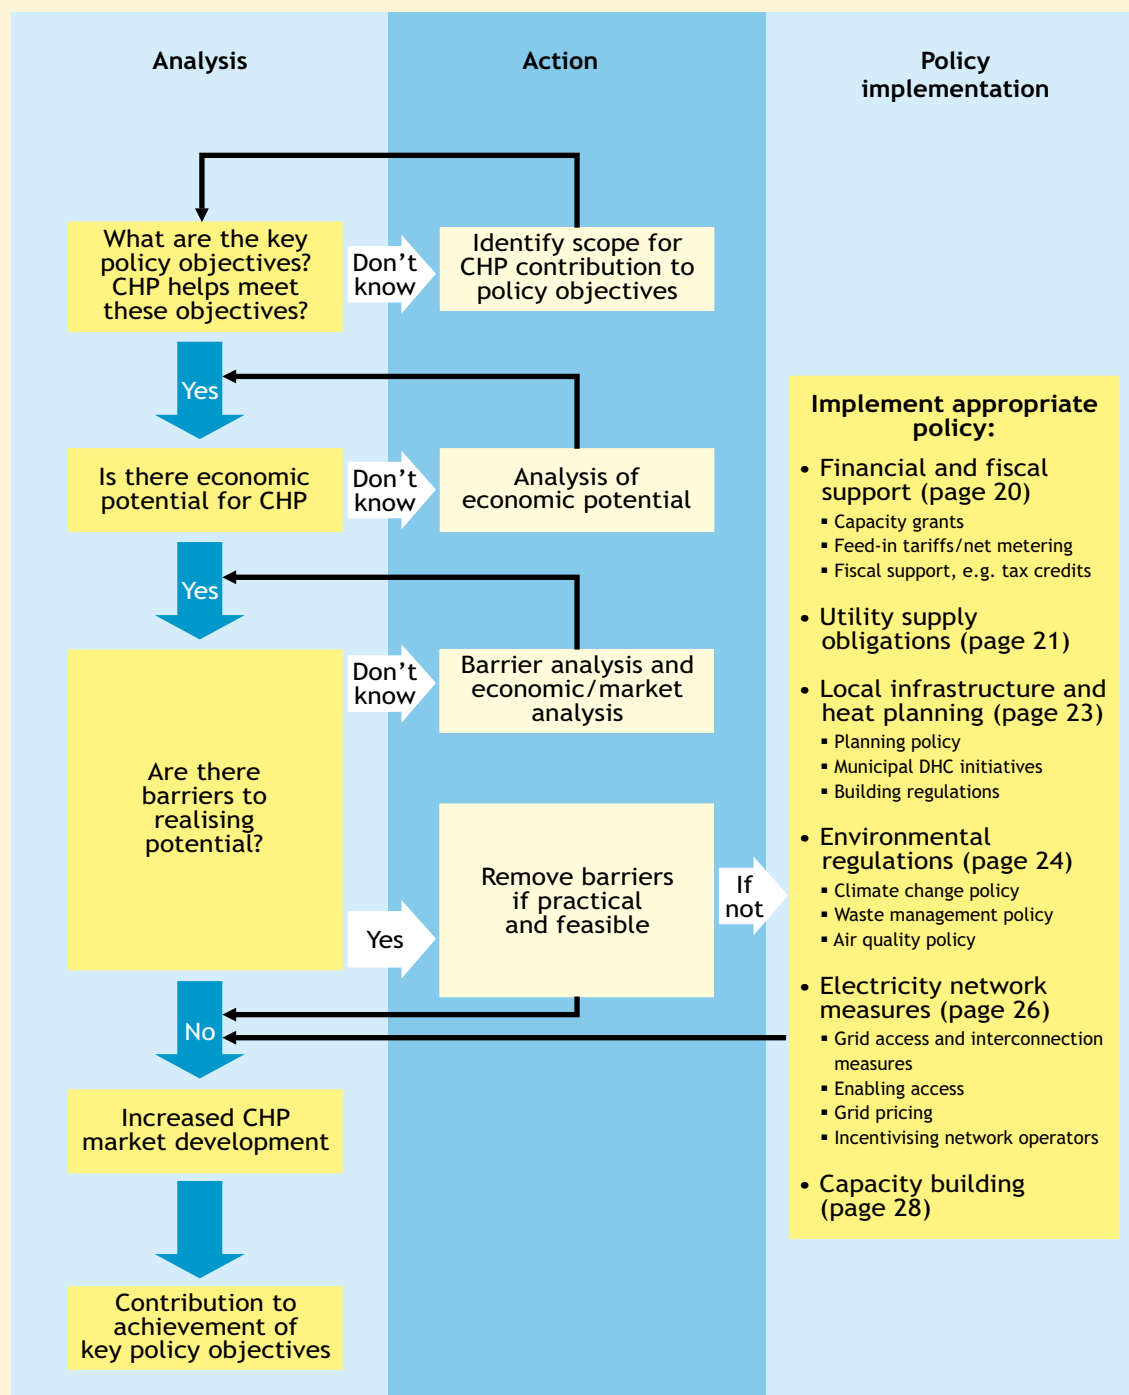 Analysis
Action
Policy
implementation
What are the key
policy objectives?
CHP helps meet
these objectives?
Don't
know
Identify scope for
CHP contribution to
policy objectives
Yes
Is there economic
potential for CHP
Don't
know
Analysis of
economic potential
Yes
Are there
barriers to
realising
potential?
Don't
know
Barrier analysis and
economic/market
analysis
Yes
Remove barriers
if practical
and feasible
If
not
No
Increased CHP
market development
Contribution to
achievement of
key policy objectives
Implement appropriate
policy:
• Financial and fiscal
support (page 20)
▪ Capacity grants
▪ Feed-in tariffs/net metering
▪ Fiscal support, e.g. tax credits
• Utility supply
obligations (page 21)
• Local infrastructure and
heat planning (page 23)
▪ Planning policy
▪ Municipal DHC initiatives
▪ Building regulations
• Environmental
regulations (page 24)
▪ Climate change policy
▪ Waste management policy
▪ Air quality policy
• Electricity network
measures (page 26)
▪ Grid access and interconnection
measures
▪ Enabling access
▪ Grid pricing
▪ Incentivising network operators
• Capacity building
(page 28)